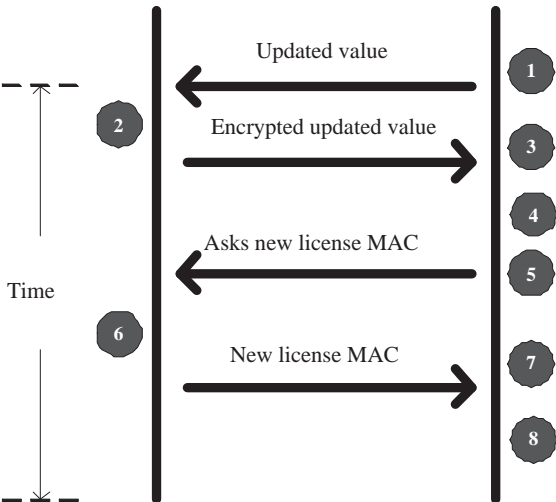 Updated value
1
2
Encrypted updated value
3
4
Asks new license MAC
5
Time
6
New license MAC
7
8